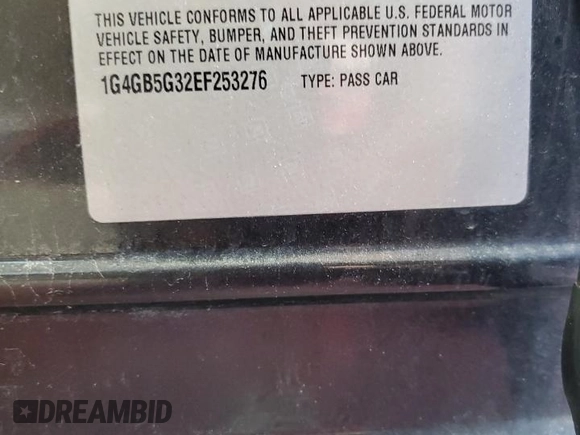 THIS VEHICLE CONFORMS TO ALL APPLICABLE U.S. FEDERAL MOTOR
VEHICLE SAFETY, BUMPER, AND THEFT PREVENTION STANDARDS IN
EFFECT ON THE DATE OF MANUFACTURE SHOWN ABOVE.
1G4GB5G32EF253276 TYPE: PASS CAR
DREAMBID